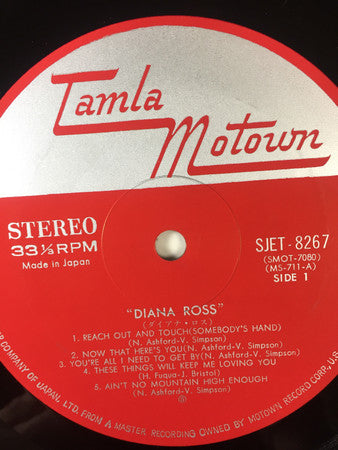 Tamla
Motown
STEREO
33⅓RPM
Made in Japan
SJET-8267
(SMOT-7080)
(MS-711-A)
SIDE 1
"DIANA ROSS"
(ダイアナ・ロス)
1. REACH OUT AND TOUCH(SOMEBODY'S HAND)
(N. Ashford-V. Simpson)
2. NOW THAT HERE'S YOU(N. Ashford-V. Simpson)
3. YOU'RE ALL I NEED TO GET BY(N. Ashford-V. Simpson)
4. THESE THINGS WILL KEEP ME LOVING YOU
(H. Fuqua-J. Bristol)
5. AIN'T NO MOUNTAIN HIGH ENOUGH
(N. Ashford-V. Simpson)
Ⓟ
COMPANY OF JAPAN, LTD. FROM A MASTER RECORDING OWNED BY MOTOWN RECORD CORP., U.S.